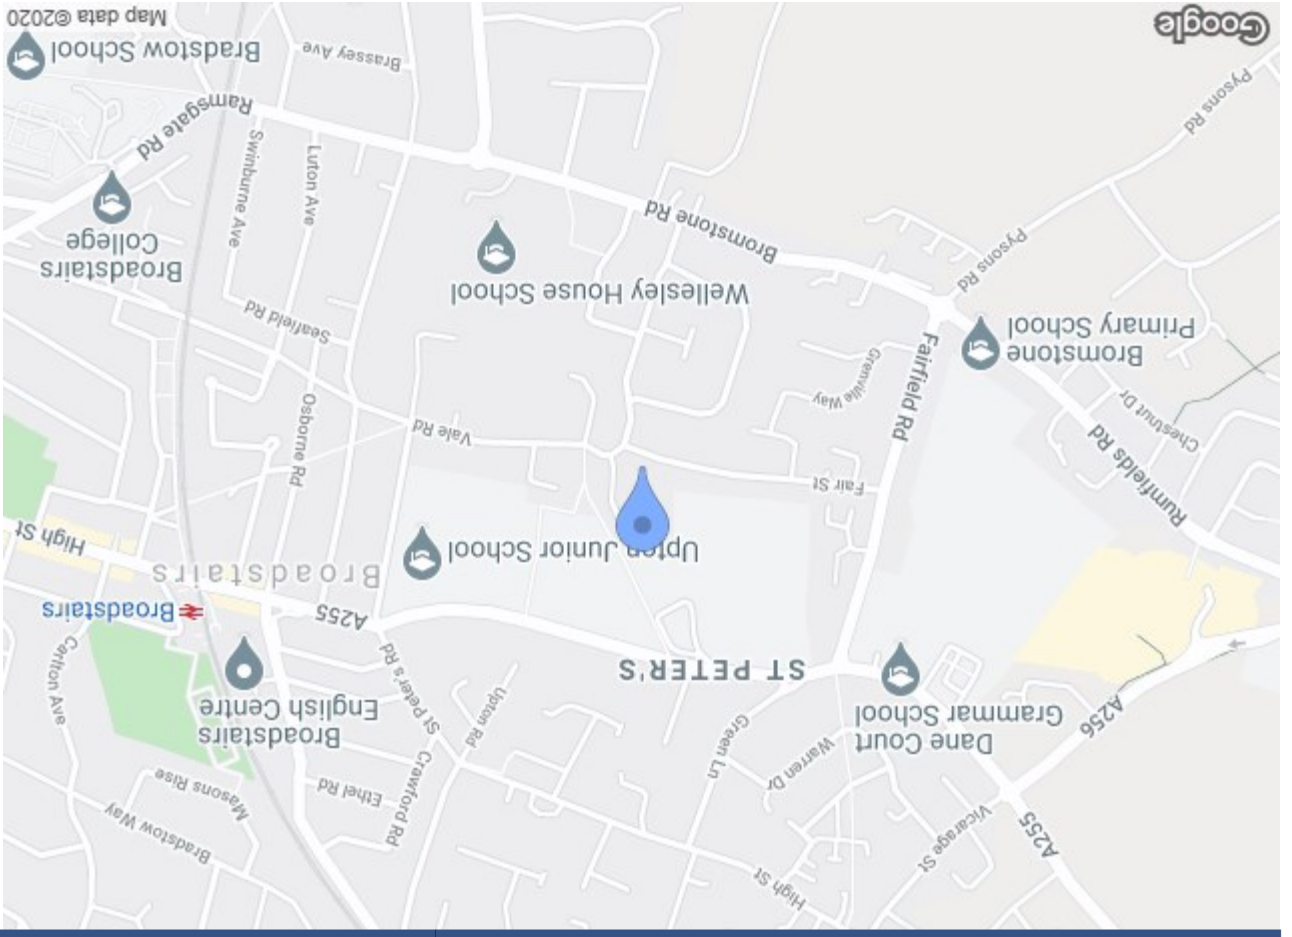 High St
A255
Vicarage St
Bradstow Way
Crawford Rd
Ethel Rd
Masons Rise
Warren Dr
Green Ln
Dane Court
Grammar School
A256
Upton Rd
Broadstairs
English Centre
St Peter's Rd
Carlton Ave
ST PETER'S
A255
Broadstairs
Broadstairs
Upton Junior School
High St
Fair St
Rumfields Rd
Osborne Rd
Vale Rd
Chestnut Dr
Grenville Way
Fairfield Rd
Bromstone
Primary School
Seafield Rd
Wellesley House School
Pysons Rd
Broadstairs
College
Bromstone Rd
Luton Ave
Swinburne Ave
Ramsgate Rd
Pysons Rd
Brassey Ave
Bradstow School
Google
Map data ©2020